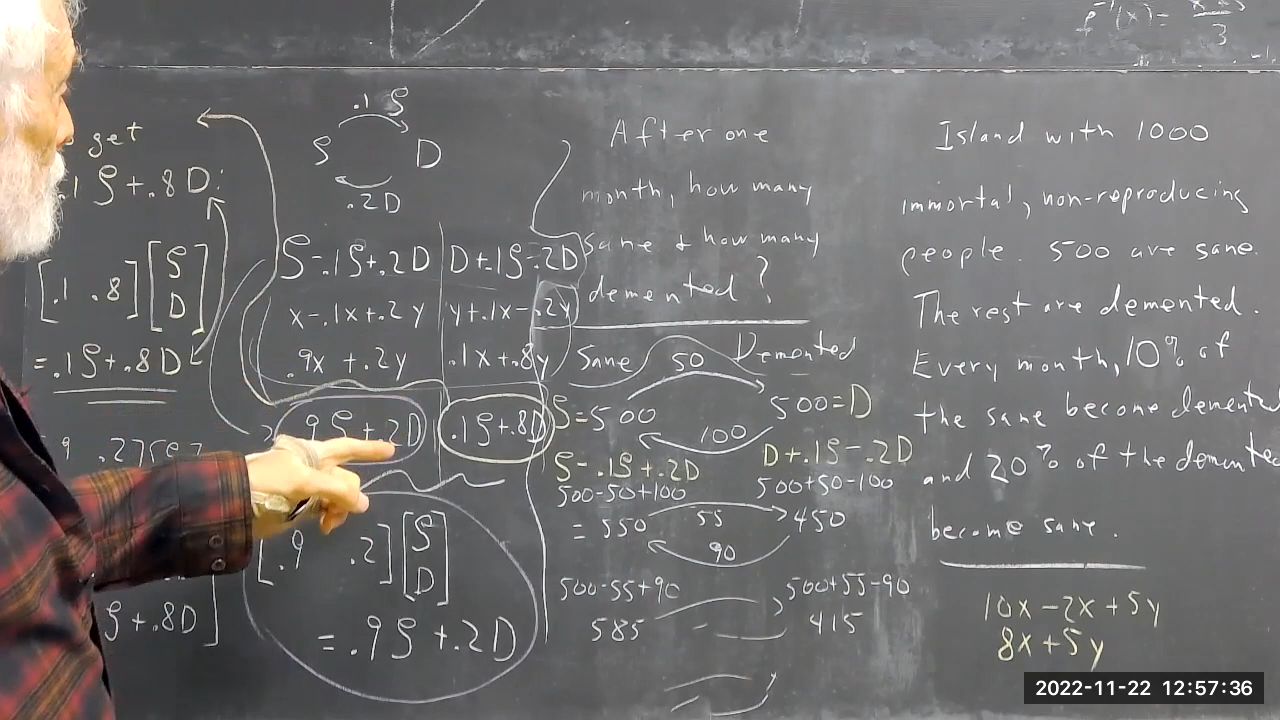 f⁻¹(x)=
3
get
.1S+.8D:
[.1 .8][S
D]
=.1S+.8D
.1 S
S D
.2D
S-.1S+.2D
D+.1S-.2D
x-.1x+.2y
y+.1x-.2y
.9x+.2y
.1x+.8y
.9S+.2D
.1S+.8D
[.9 .2][S
D]
=.9S+.2D
S+.8D]
After one
month, how many
sane + how many
demented?
Sane 50 Demented
S=500 500=D
100
S-.1S+.2D D+.1S-.2D
500-50+100 500+50-100
=550 55 450
90
500-55+90 500+55-90
585 415
Island with 1000
immortal, non-reproducing
people. 500 are sane.
The rest are demented.
Every month, 10% of
the sane become demented
and 20% of the demented
become sane.
10x-2x+5y
8x+5y
2022-11-22 12:57:36